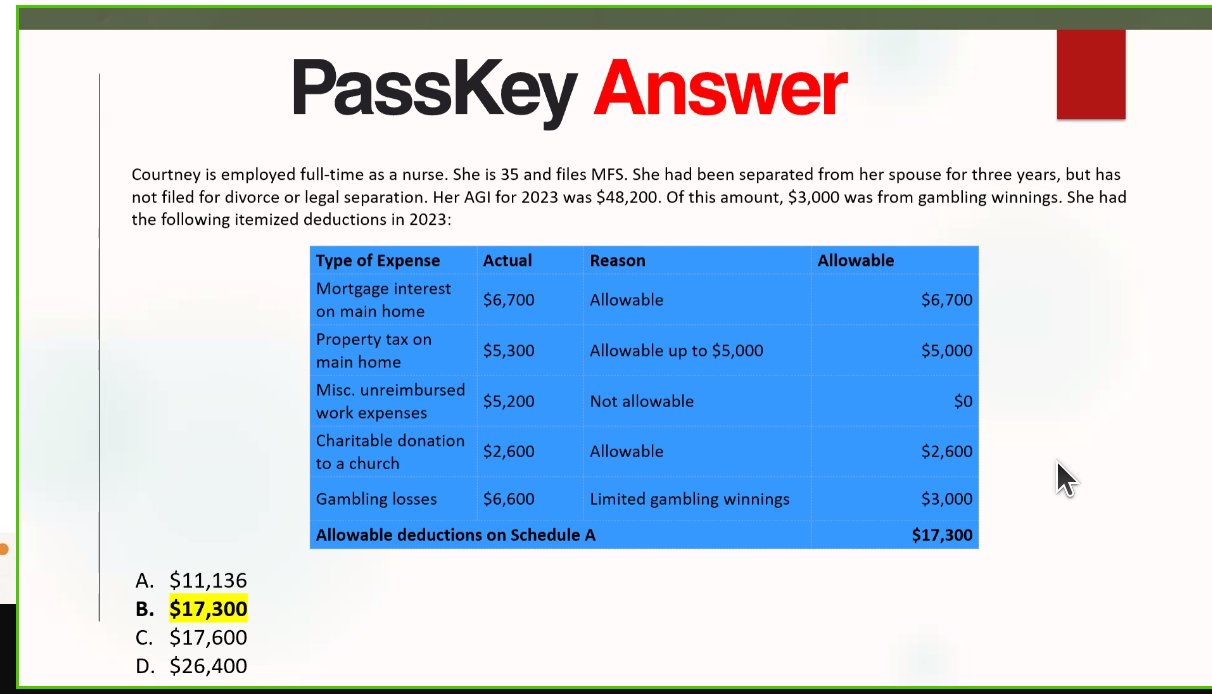 PassKey Answer
Courtney is employed full-time as a nurse. She is 35 and files MFS. She had been separated from her spouse for three years, but has
not filed for divorce or legal separation. Her AGI for 2023 was $48,200. Of this amount, $3,000 was from gambling winnings. She had
the following itemized deductions in 2023:
Type of Expense Actual Reason Allowable
Mortgage interest
on main home $6,700 Allowable $6,700
Property tax on
main home $5,300 Allowable up to $5,000 $5,000
Misc. unreimbursed
work expenses $5,200 Not allowable $0
Charitable donation
to a church $2,600 Allowable $2,600
Gambling losses $6,600 Limited gambling winnings $3,000
Allowable deductions on Schedule A $17,300
A. $11,136
B. $17,300
C. $17,600
D. $26,400